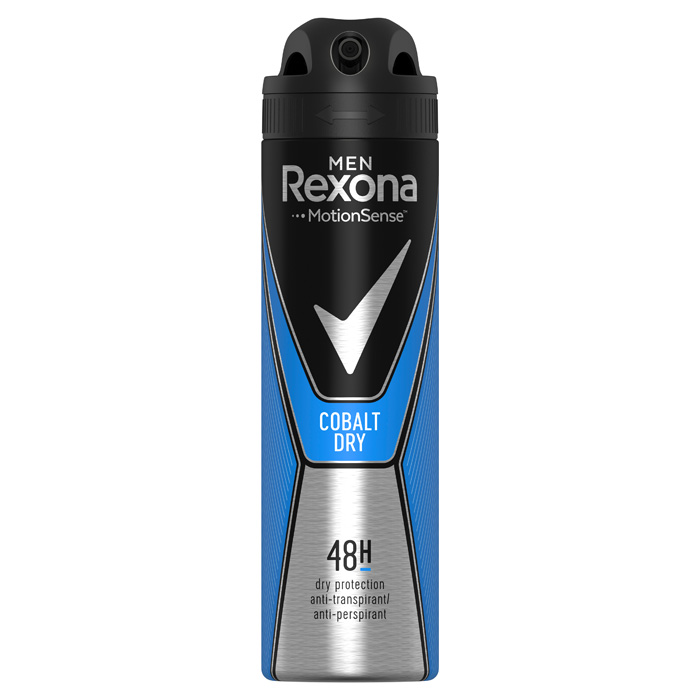 MEN
Rexona
MotionSense™
COBALT
DRY
48H
dry protection
anti-transpirant/
anti-perspirant